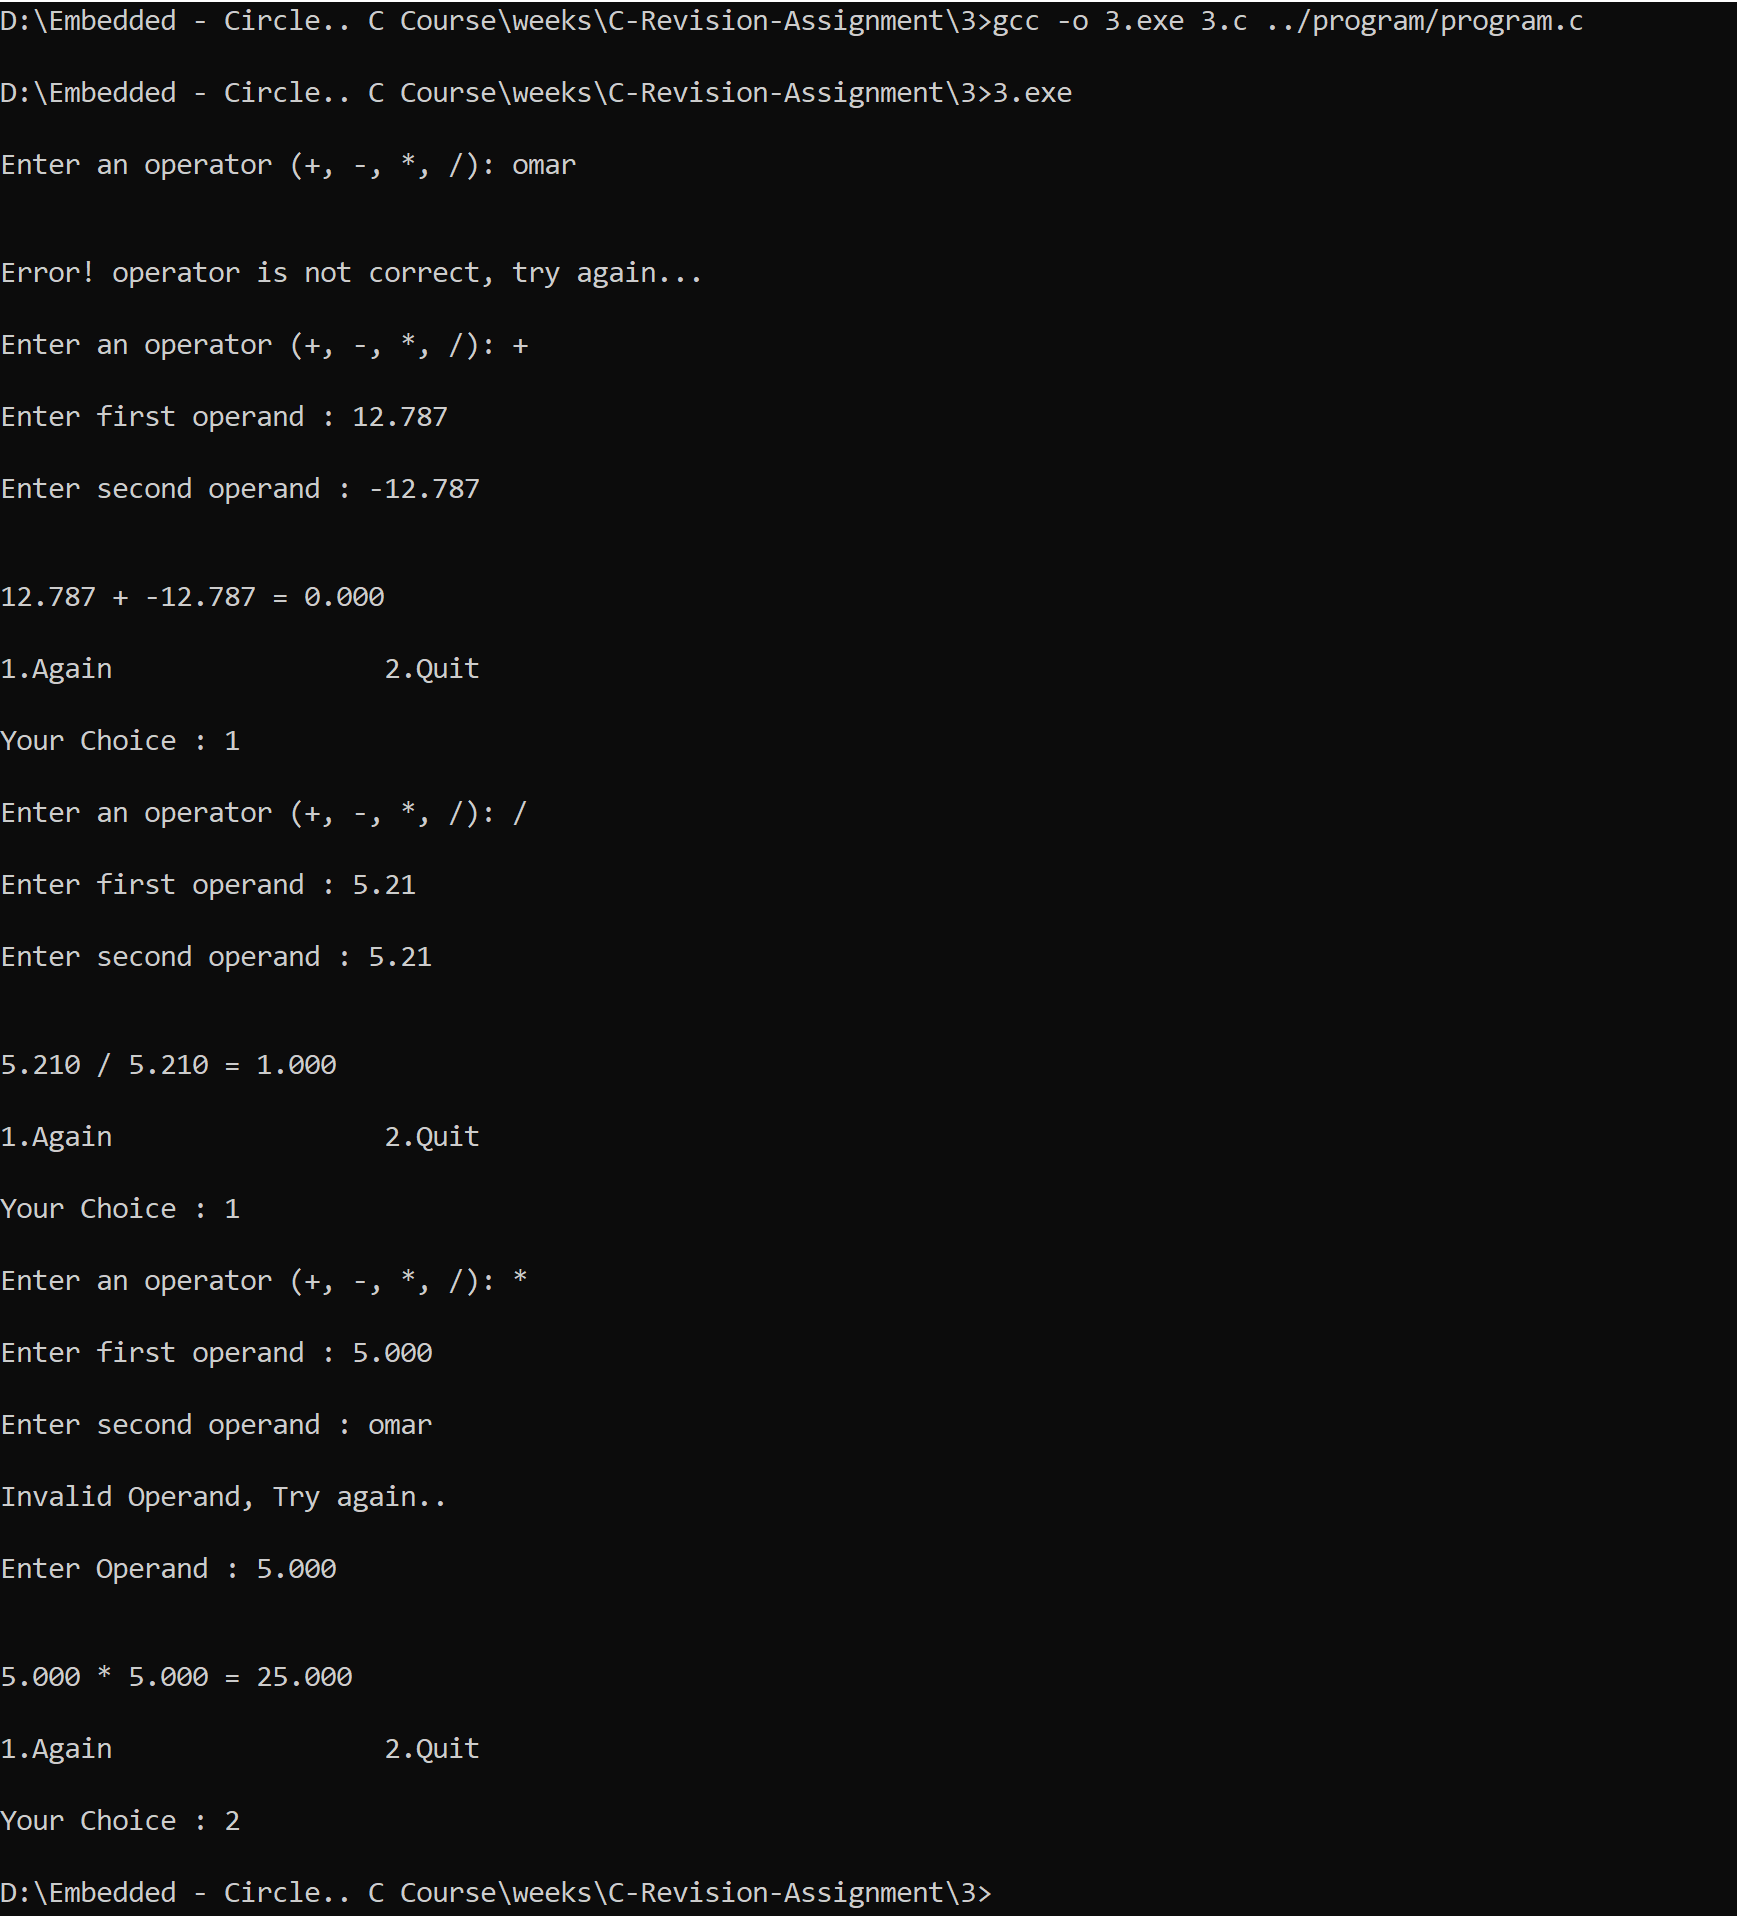 D:\Embedded - Circle.. C Course\weeks\C-Revision-Assignment\3>gcc -o 3.exe 3.c ../program/program.c
D:\Embedded - Circle.. C Course\weeks\C-Revision-Assignment\3>3.exe
Enter an operator (+, -, *, /): omar
Error! operator is not correct, try again...
Enter an operator (+, -, *, /): +
Enter first operand : 12.787
Enter second operand : -12.787
12.787 + -12.787 = 0.000
1.Again                 2.Quit
Your Choice : 1
Enter an operator (+, -, *, /): /
Enter first operand : 5.21
Enter second operand : 5.21
5.210 / 5.210 = 1.000
1.Again                 2.Quit
Your Choice : 1
Enter an operator (+, -, *, /): *
Enter first operand : 5.000
Enter second operand : omar
Invalid Operand, Try again..
Enter Operand : 5.000
5.000 * 5.000 = 25.000
1.Again                 2.Quit
Your Choice : 2
D:\Embedded - Circle.. C Course\weeks\C-Revision-Assignment\3>